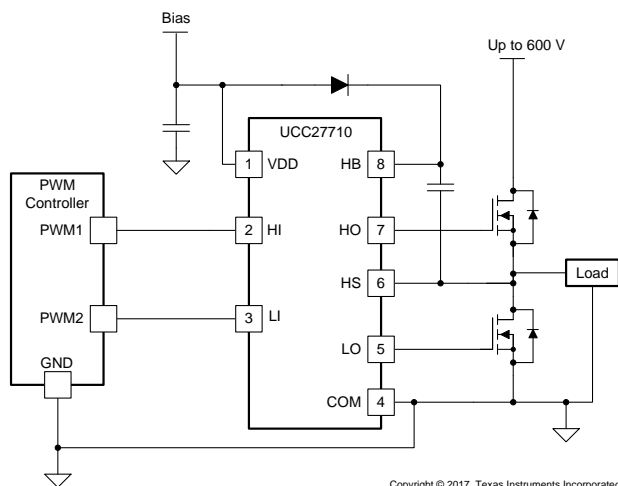 Bias
Up to 600 V
UCC27710
1 VDD HB 8
PWM
Controller
PWM1 2 HI HO 7
HS 6 Load
PWM2 3 LI
LO 5
GND
COM 4
Copyright © 2017, Texas Instruments Incorporated